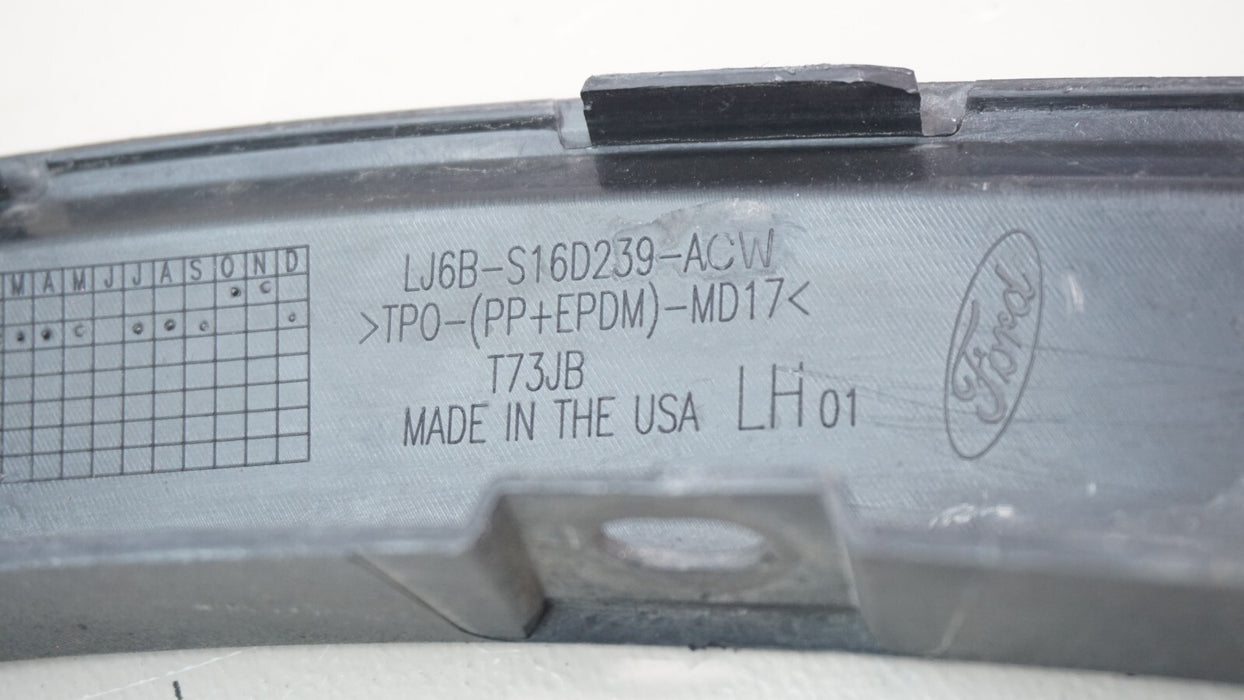 M A M J J A S O N D
LJ6B-S16D239-ACW
>TPO-(PP+EPDM)-MD17<
T73JB
MADE IN THE USA LH 01
Ford